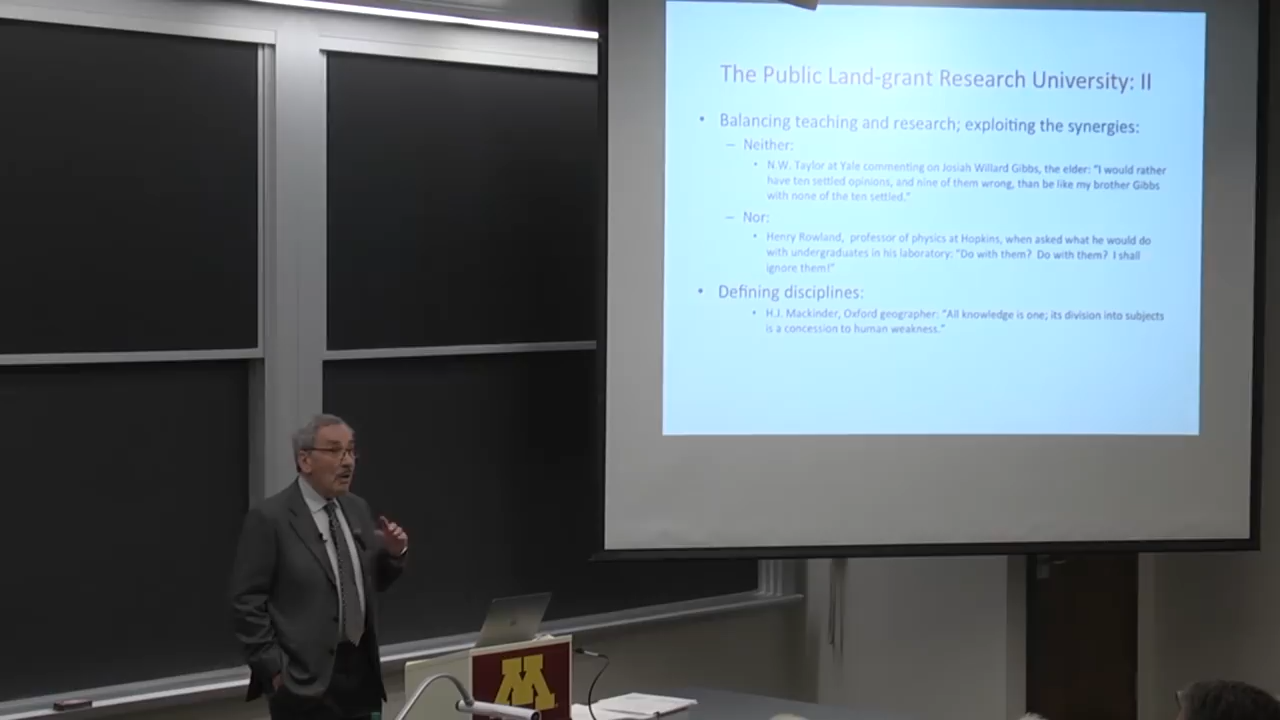 The Public Land-grant Research University: II
• Balancing teaching and research; exploiting the synergies:
– Neither:
• N.W. Taylor at Yale commenting on Josiah Willard Gibbs, the elder: "I would rather
have ten settled opinions, and nine of them wrong, than be like my brother Gibbs
with none of the ten settled."
– Nor:
• Henry Rowland, professor of physics at Hopkins, when asked what he would do
with undergraduates in his laboratory: "Do with them? Do with them? I shall
ignore them!"
• Defining disciplines:
• H.J. Mackinder, Oxford geographer: "All knowledge is one; its division into subjects
is a concession to human weakness."
M